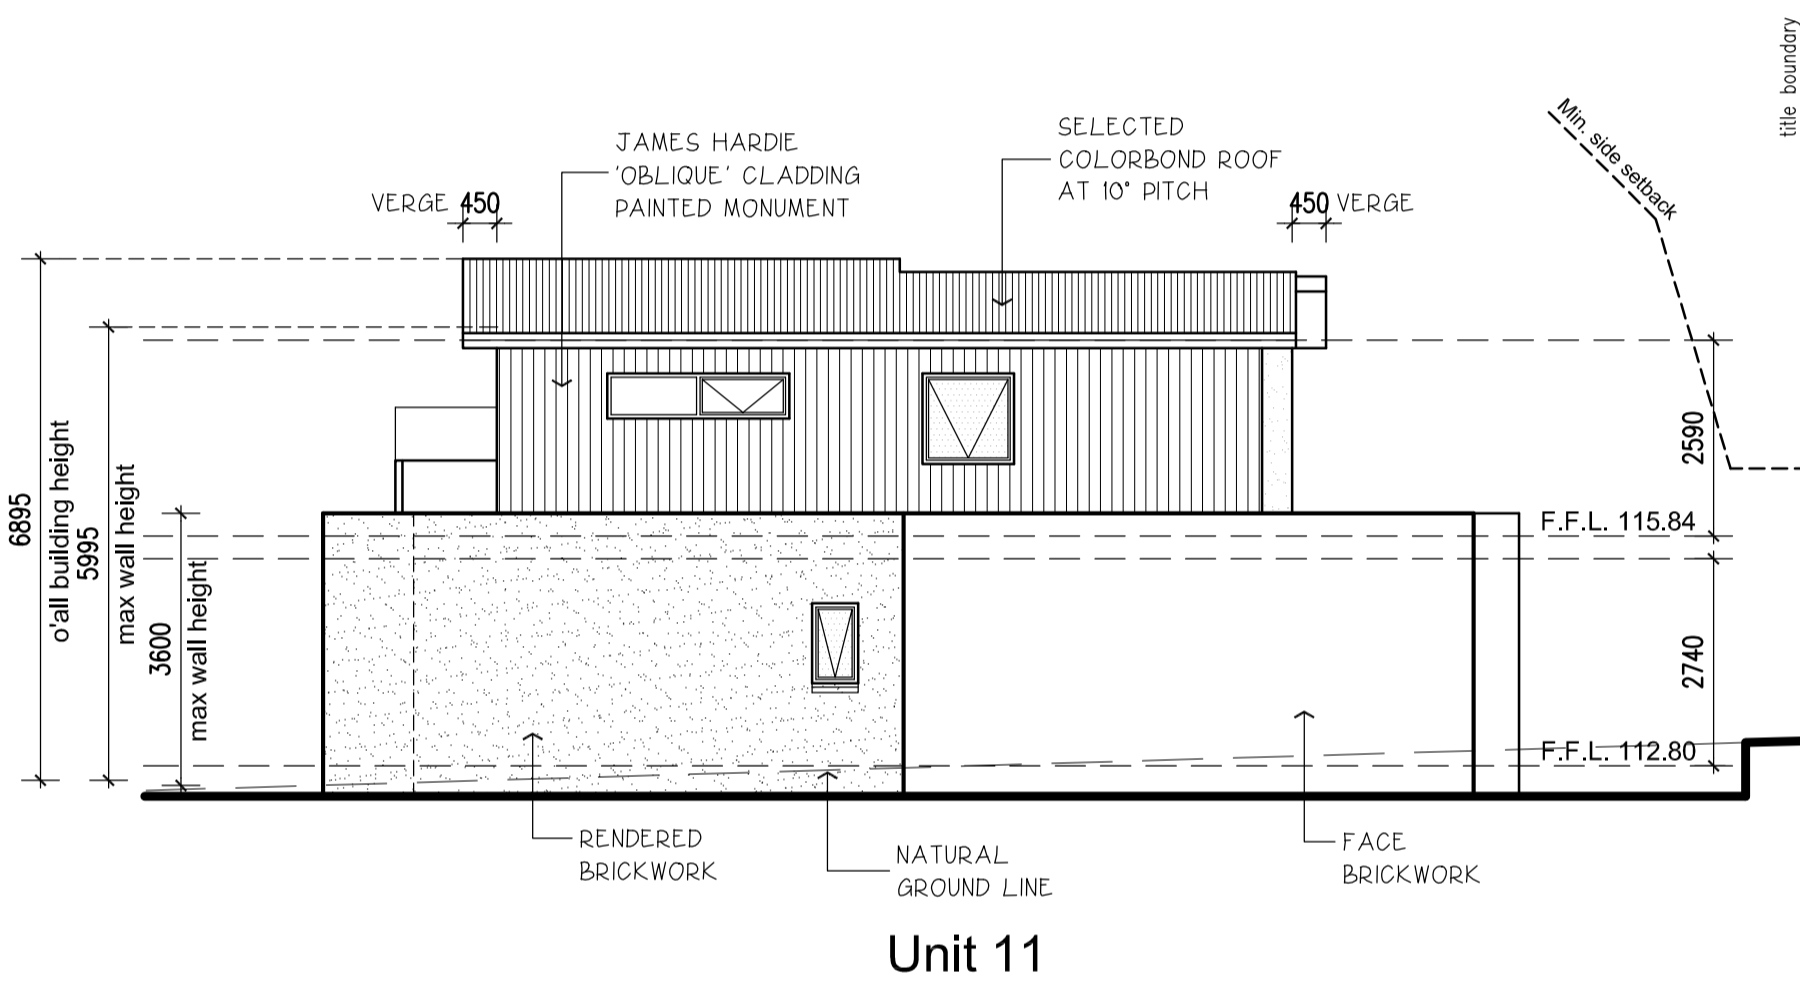 title boundary
Min. side setback
JAMES HARDIE
'OBLIQUE' CLADDING
PAINTED MONUMENT
SELECTED
COLORBOND ROOF
AT 10° PITCH
VERGE 450
450 VERGE
6895
o'all building height
5995
max wall height
3600
max wall height
2590
F.F.L. 115.84
2740
F.F.L. 112.80
RENDERED
BRICKWORK
NATURAL
GROUND LINE
FACE
BRICKWORK
Unit 11